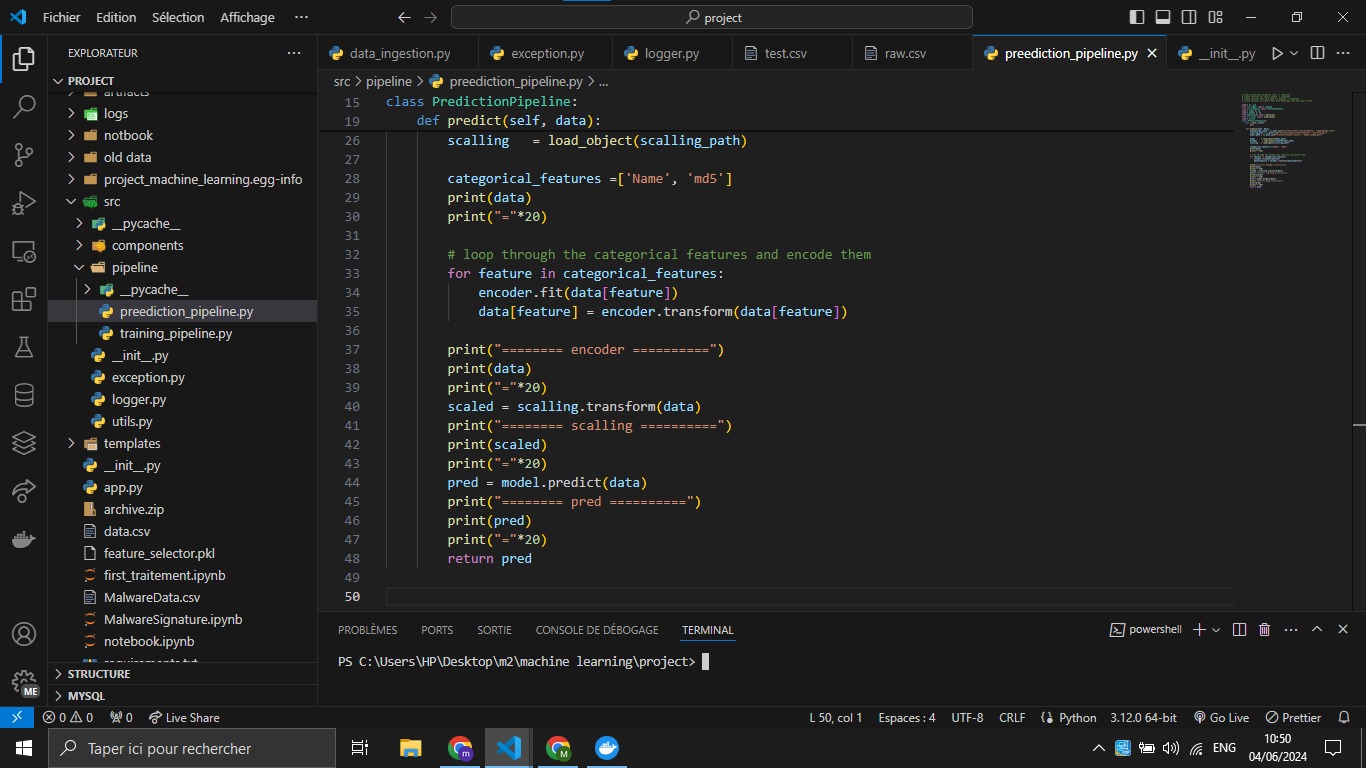 Fichier Edition Sélection Affichage ··· project
EXPLORATEUR ···
PROJECT
artifacts
logs
notbook
old data
project_machine_learning.egg-info
src
__pycache__
components
pipeline
__pycache__
preediction_pipeline.py
training_pipeline.py
__init__.py
exception.py
logger.py
utils.py
templates
__init__.py
app.py
archive.zip
data.csv
feature_selector.pkl
first_traitement.ipynb
MalwareData.csv
MalwareSignature.ipynb
notebook.ipynb
requirements.txt
STRUCTURE
MYSQL
data_ingestion.py exception.py logger.py test.csv raw.csv preediction_pipeline.py __init__.py
src > pipeline > preediction_pipeline.py > ...
15 class PredictionPipeline:
19 def predict(self, data):
26 scalling = load_object(scalling_path)
27
28 categorical_features =['Name', 'md5']
29 print(data)
30 print("="*20)
31
32 # loop through the categorical features and encode them
33 for feature in categorical_features:
34 encoder.fit(data[feature])
35 data[feature] = encoder.transform(data[feature])
36
37 print("======== encoder ==========")
38 print(data)
39 print("="*20)
40 scaled = scalling.transform(data)
41 print("======== scalling ==========")
42 print(scaled)
43 print("="*20)
44 pred = model.predict(data)
45 print("======== pred ==========")
46 print(pred)
47 print("="*20)
48 return pred
49
50
PROBLÈMES PORTS SORTIE CONSOLE DE DÉBOGAGE TERMINAL powershell
PS C:\Users\HP\Desktop\m2\machine learning\project>
ME
0 0 0 Live Share L 50, col 1 Espaces : 4 UTF-8 CRLF Python 3.12.0 64-bit Go Live Prettier
Taper ici pour rechercher m M ENG 10:50
04/06/2024